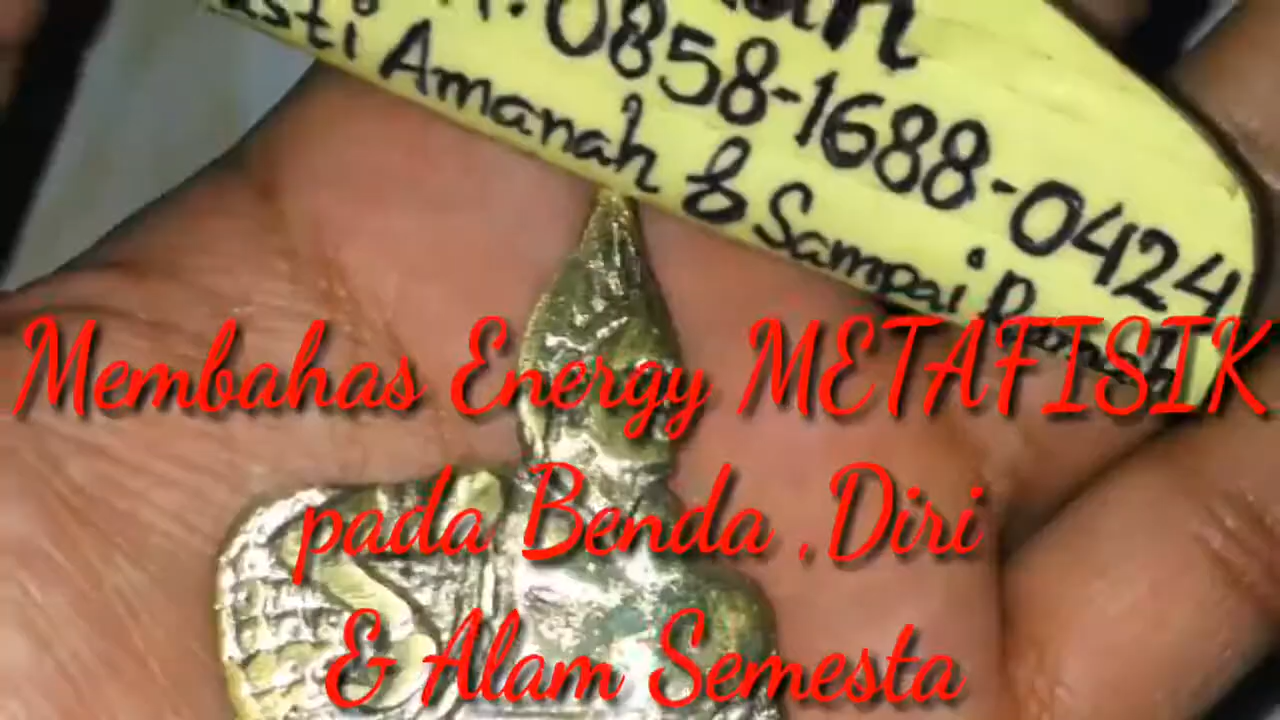 0858-1688-0424
Amanah & Sampai
Membahas Energy METAFISIK
pada Benda ,Diri
& Alam Semesta